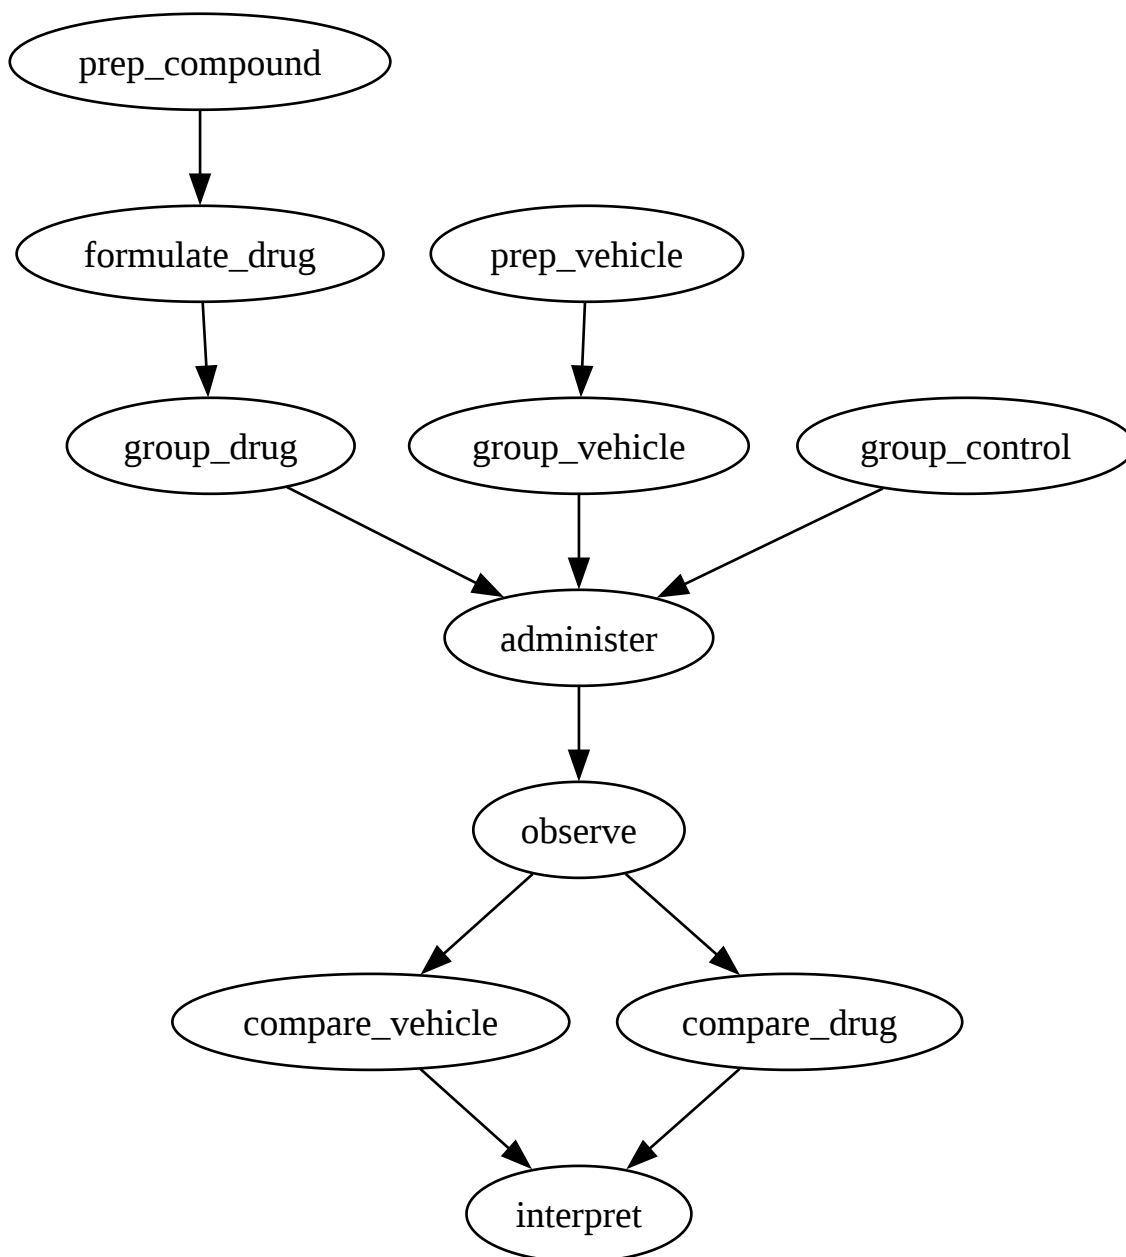 prep_compound
formulate_drug
prep_vehicle
group_drug
group_vehicle
group_control
administer
observe
compare_vehicle
compare_drug
interpret